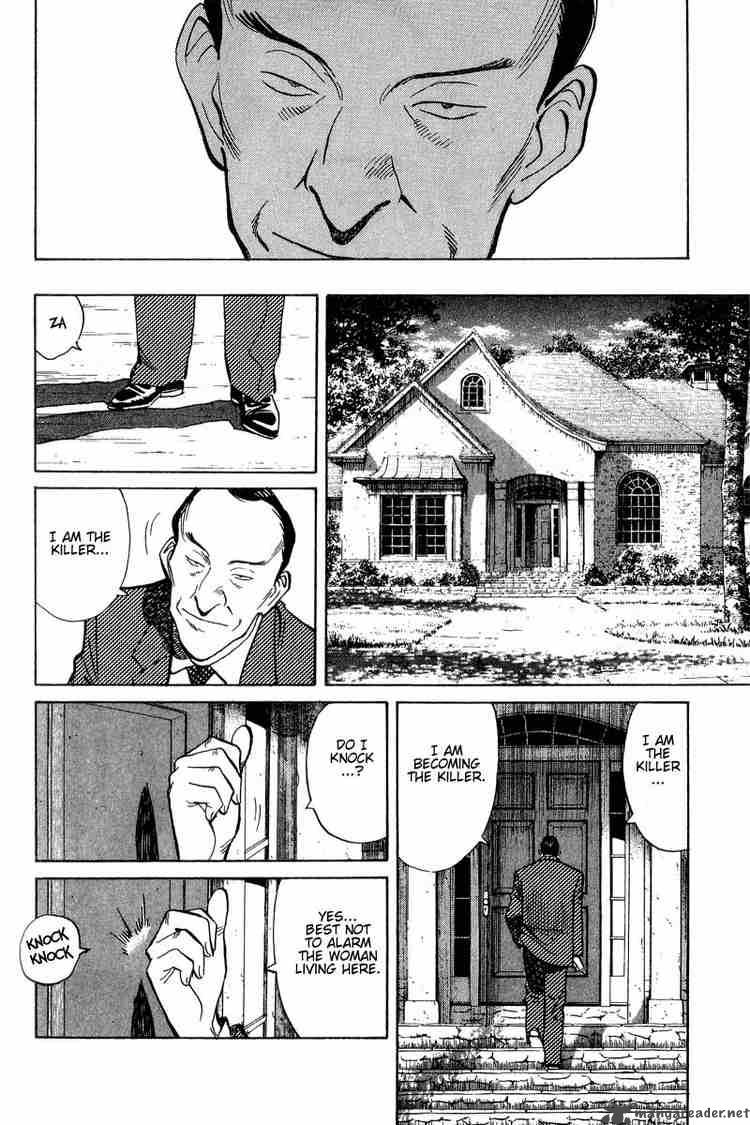 ZA
I AM THE
KILLER...
I AM
THE
KILLER
...
I AM
BECOMING
THE KILLER.
DO I
KNOCK
...?
YES...
BEST NOT
TO ALARM
THE WOMAN
LIVING HERE.
KNOCK
KNOCK
mangareader.net